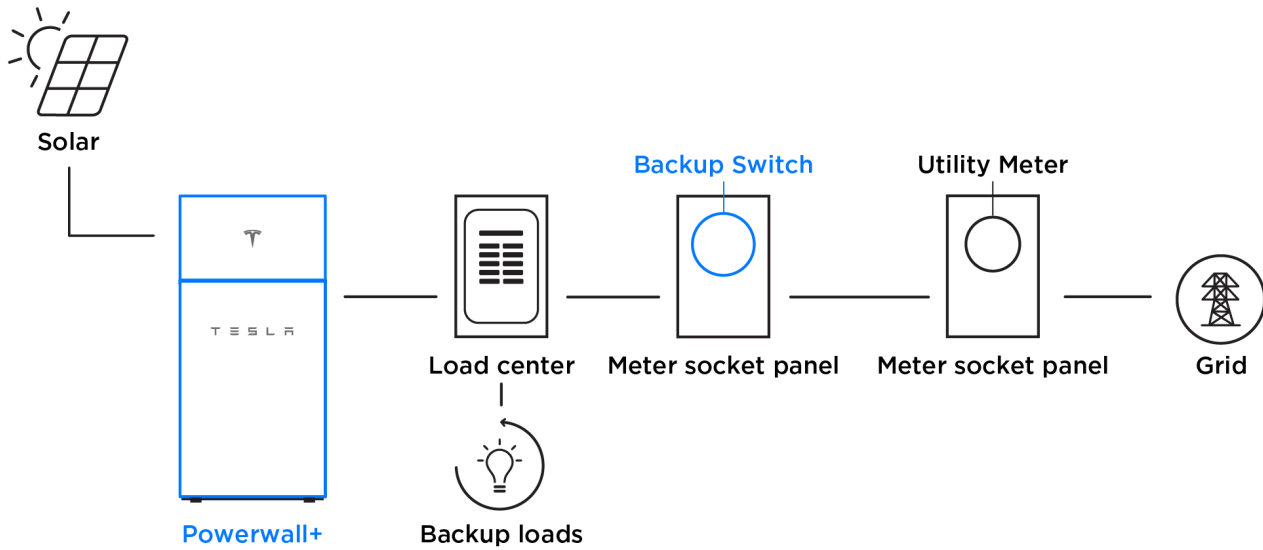 Solar
Backup Switch
Utility Meter
TESLA
Load center
Meter socket panel
Meter socket panel
Grid
Powerwall+
Backup loads